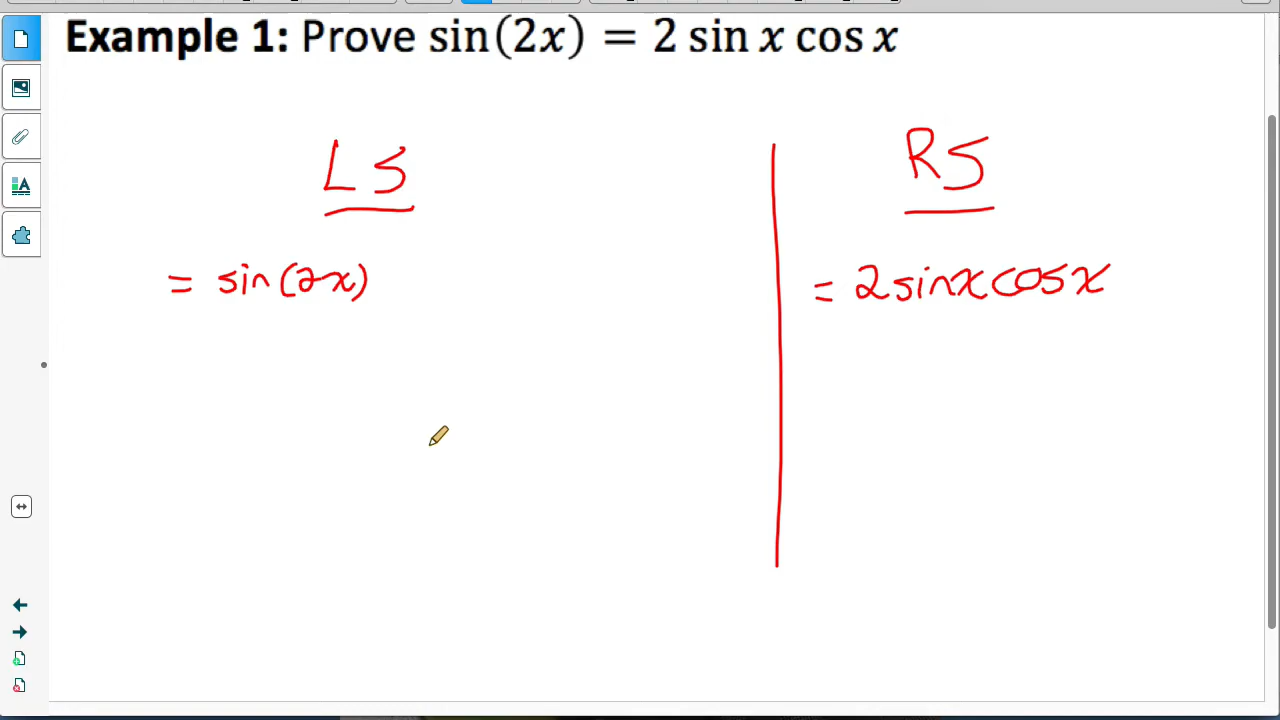 Example 1: Prove sin(2x) = 2 sin x cos x
LS
RS
= sin(2x)
= 2sinxcosx